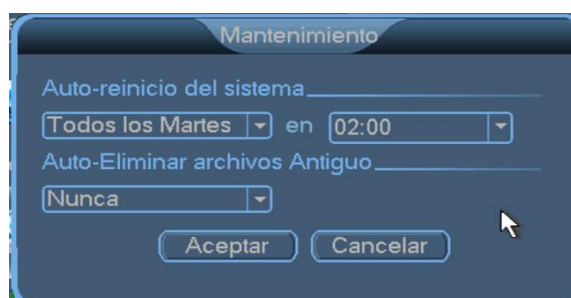 Mantenimiento
Auto-reinicio del sistema
Todos los Martes en 02:00
Auto-Eliminar archivos Antiguo
Nunca
Aceptar Cancelar